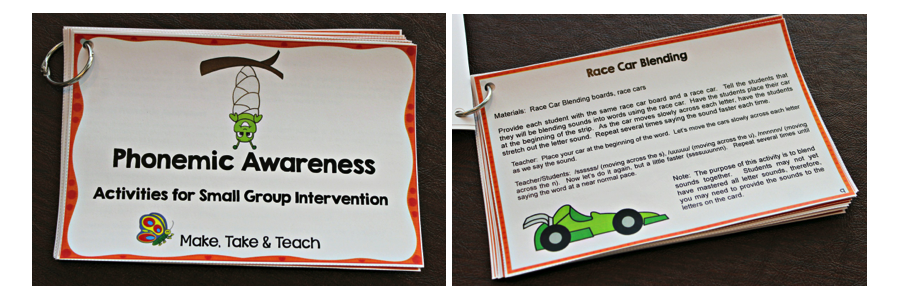 Phonemic Awareness
Activities for Small Group Intervention
Make, Take & Teach
Race Car Blending
Materials: Race Car Blending boards, race cars
Provide each student with the same race car board and a race car. Tell the students that
they will be blending sounds into words using the race car. Have the students place their car
at the beginning of the strip. As the car moves slowly across each letter, have the students
stretch out the letter sound. Repeat several times saying the sound faster each time.
Teacher: Place your car at the beginning of the word. Let's move the cars slowly across each letter
as we say the sound.
Teacher/Students: /ssssss/ (moving across the s), /uuuuu/ (moving across the u), /nnnnnn/ (moving
across the n). Now let's do it again, but a little faster (ssssuuunnn). Repeat several times until
saying the word at a near normal pace.
Note: The purpose of this activity is to blend
sounds together. Students may not yet
have mastered all letter sounds, therefore,
you may need to provide the sounds to the
letters on the card.
9